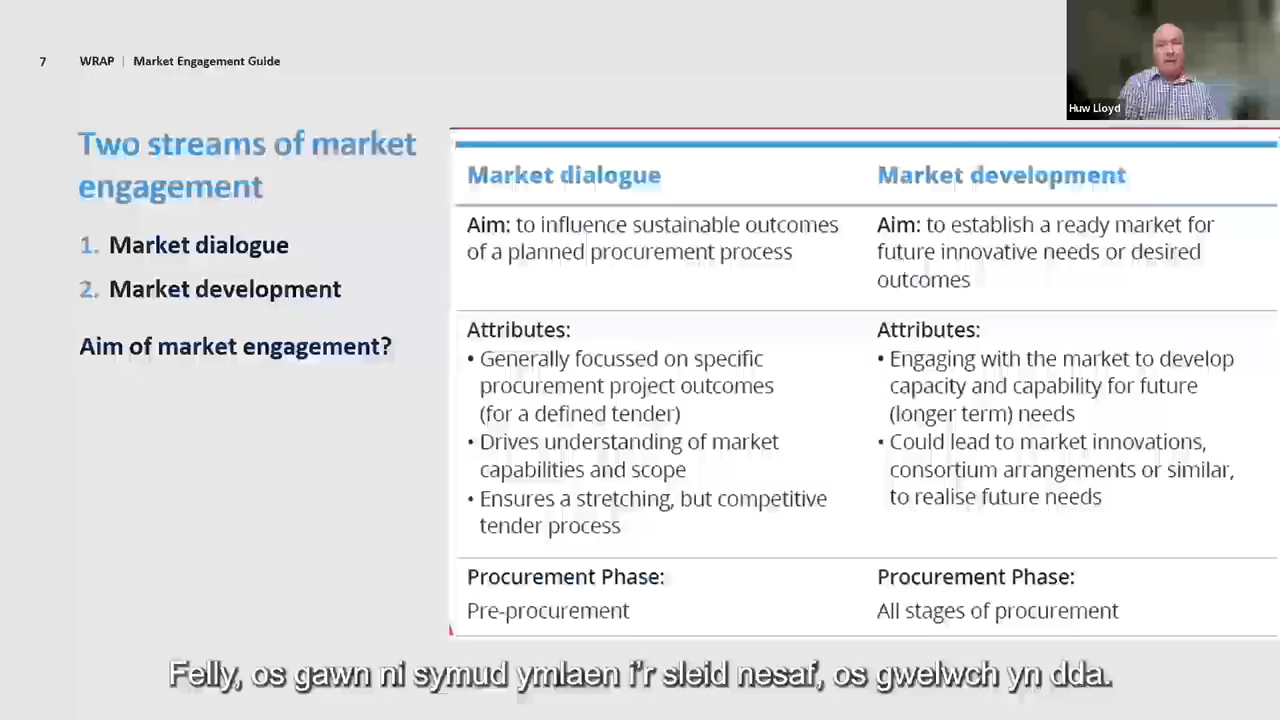 7 WRAP | Market Engagement Guide
Huw Lloyd
Two streams of market
engagement
1. Market dialogue
2. Market development
Aim of market engagement?
Market dialogue
Aim: to influence sustainable outcomes
of a planned procurement process
Attributes:
• Generally focussed on specific
procurement project outcomes
(for a defined tender)
• Drives understanding of market
capabilities and scope
• Ensures a stretching, but competitive
tender process
Procurement Phase:
Pre-procurement
Market development
Aim: to establish a ready market for
future innovative needs or desired
outcomes
Attributes:
• Engaging with the market to develop
capacity and capability for future
(longer term) needs
• Could lead to market innovations,
consortium arrangements or similar,
to realise future needs
Procurement Phase:
All stages of procurement
Felly, os gawn ni symud ymlaen i'r sleid nesaf, os gwelwch yn dda.